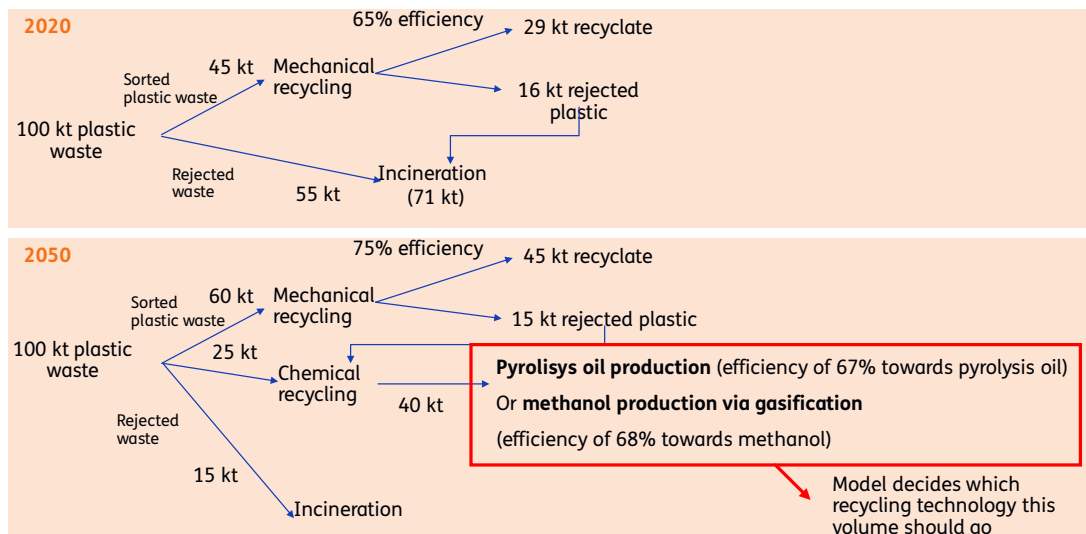 2020
65% efficiency
29 kt recyclate
45 kt
Mechanical
recycling
Sorted
plastic waste
16 kt rejected
plastic
100 kt plastic
waste
Rejected
waste
55 kt
Incineration
(71 kt)
2050
75% efficiency
45 kt recyclate
60 kt
Mechanical
recycling
Sorted
plastic waste
15 kt rejected plastic
100 kt plastic
waste
25 kt
Chemical
recycling
40 kt
Pyrolisys oil production (efficiency of 67% towards pyrolysis oil)
Or methanol production via gasification
(efficiency of 68% towards methanol)
Rejected
waste
15 kt
Incineration
Model decides which
recycling technology this
volume should go